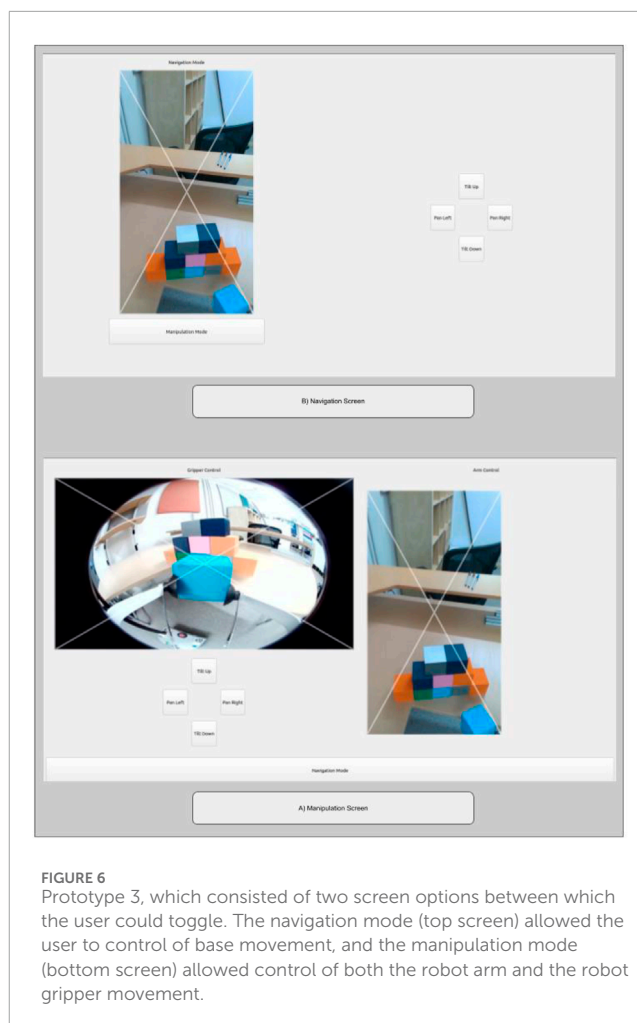 Navigation Mode
Tilt Up
Pan Left
Pan Right
Tilt Down
Manipulation Mode
B) Navigation Screen
Gripper Control
Arm Control
Tilt Up
Pan Left
Pan Right
Tilt Down
Navigation Mode
A) Manipulation Screen
FIGURE 6
Prototype 3, which consisted of two screen options between which
the user could toggle. The navigation mode (top screen) allowed the
user to control of base movement, and the manipulation mode
(bottom screen) allowed control of both the robot arm and the robot
gripper movement.